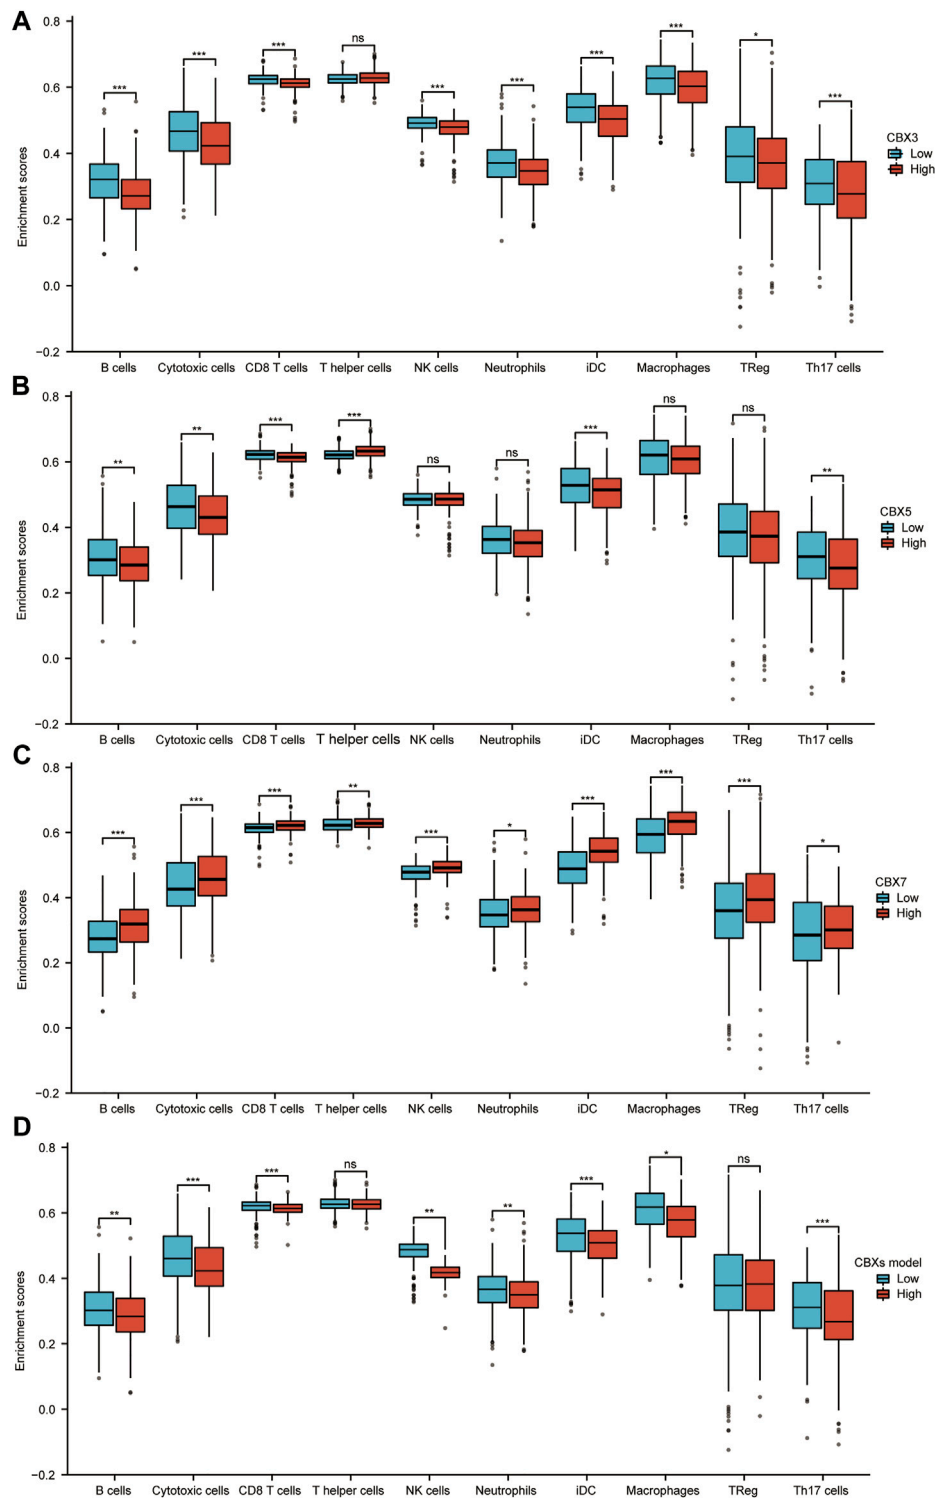 A
0.8
0.6
0.4
0.2
0.0
−0.2
Enrichment scores
*** *** *** ns *** *** *** *** * ***
CBX3
Low
High
B cells Cytotoxic cells CD8 T cells T helper cells NK cells Neutrophils iDC Macrophages TReg Th17 cells
B
0.8
0.6
0.4
0.2
0.0
−0.2
Enrichment scores
** ** *** *** ns ns *** ns ns **
CBX5
Low
High
B cells Cytotoxic cells CD8 T cells T helper cells NK cells Neutrophils iDC Macrophages TReg Th17 cells
C
0.8
0.6
0.4
0.2
0.0
−0.2
Enrichment scores
*** *** *** ** *** * *** *** *** *
CBX7
Low
High
B cells Cytotoxic cells CD8 T cells T helper cells NK cells Neutrophils iDC Macrophages TReg Th17 cells
D
0.8
0.6
0.4
0.2
0.0
−0.2
Enrichment scores
** *** *** ns ** ** *** * ns ***
CBXs model
Low
High
B cells Cytotoxic cells CD8 T cells T helper cells NK cells Neutrophils iDC Macrophages TReg Th17 cells